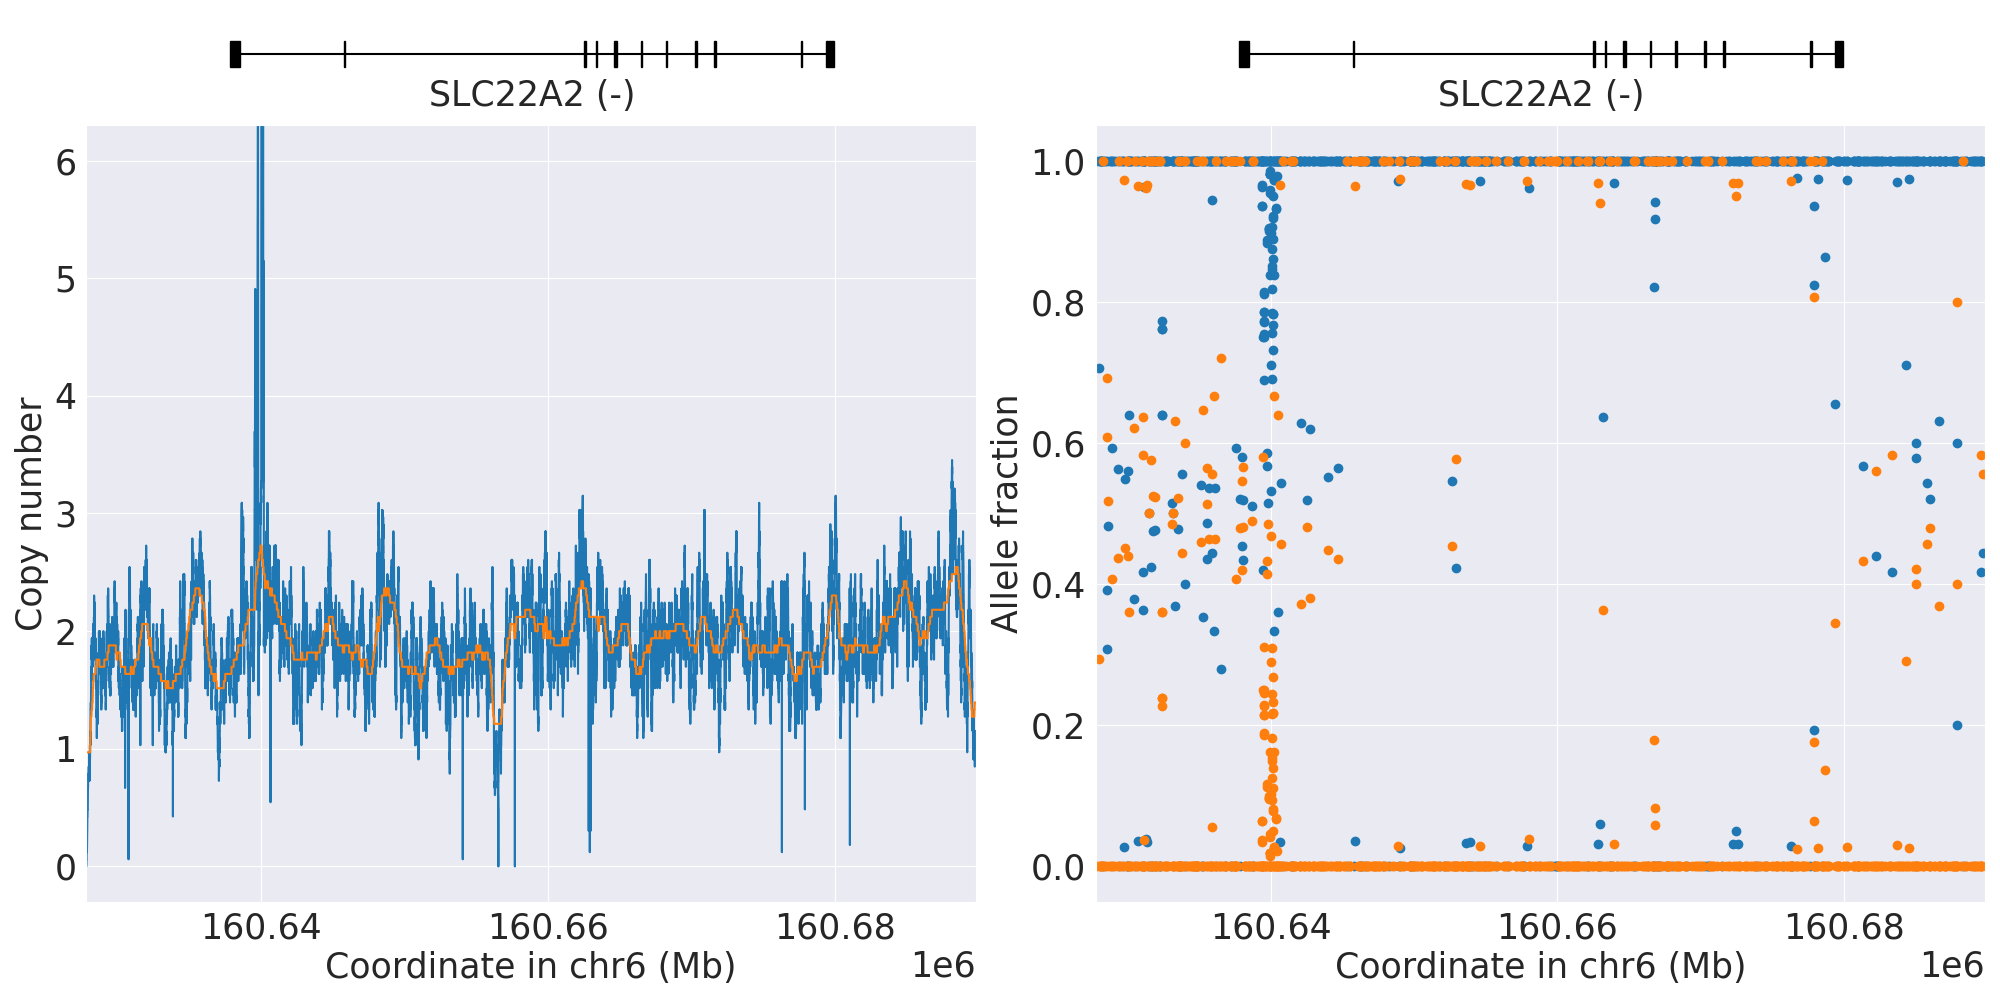 SLC22A2 (-)
6
5
4
3
2
1
0
Copy number
160.64
160.66
160.68
Coordinate in chr6 (Mb)
1e6
SLC22A2 (-)
1.0
0.8
0.6
0.4
0.2
0.0
Allele fraction
160.64
160.66
160.68
Coordinate in chr6 (Mb)
1e6